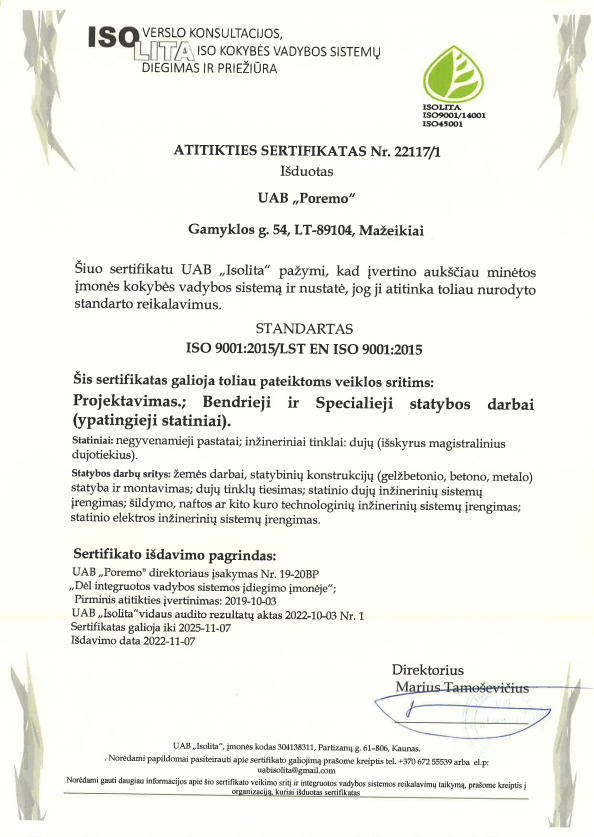 ISO VERSLO KONSULTACIJOS,
LITA ISO KOKYBĖS VADYBOS SISTEMŲ
DIEGIMAS IR PRIEŽIŪRA
ISOLITA
ISO9001/14001
ISO45001
ATITIKTIES SERTIFIKATAS Nr. 22117/1
Išduotas
UAB „Poremo“
Gamyklos g. 54, LT-89104, Mažeikiai
Šiuo sertifikatu UAB „Isolita“ pažymi, kad įvertino aukščiau minėtos
įmonės kokybės vadybos sistemą ir nustatė, jog ji atitinka toliau nurodyto
standarto reikalavimus.
STANDARTAS
ISO 9001:2015/LST EN ISO 9001:2015
Šis sertifikatas galioja toliau pateiktoms veiklos sritims:
Projektavimas.; Bendrieji ir Specialieji statybos darbai
(ypatingieji statiniai).
Statiniai: negyvenamieji pastatai; inžineriniai tinklai: dujų (išskyrus magistralinius
dujotiekius).
Statybos darbų sritys: žemės darbai, statybinių konstrukcijų (gelžbetonio, betono, metalo)
statyba ir montavimas; dujų tinklų tiesimas; statinio dujų inžinerinių sistemų
įrengimas; šildymo, naftos ar kito kuro technologinių inžinerinių sistemų įrengimas;
statinio elektros inžinerinių sistemų įrengimas.
Sertifikato išdavimo pagrindas:
UAB „Poremo" direktoriaus įsakymas Nr. 19-20BP
„Dėl integruotos vadybos sistemos įdiegimo įmonėje“;
Pirminis atitikties įvertinimas: 2019-10-03
UAB „Isolita“vidaus audito rezultatų aktas 2022-10-03 Nr. 1
Sertifikatas galioja iki 2025-11-07
Išdavimo data 2022-11-07
Direktorius
Marius Tamoševičius
UAB „Isolita“, įmonės kodas 304138311, Partizanų g. 61–806, Kaunas.
. Norėdami papildomai pasiteirauti apie sertifikato galiojimą prašome kreiptis tel. +370 672 55539 arba el.p:
uabisolita@gmail.com
Norėdami gauti daugiau informacijos apie šio sertifikato veikimo sritį ir integruotos vadybos sistemos reikalavimų taikymą, prašome kreiptis į
organizaciją, kuriai išduotas sertifikatas